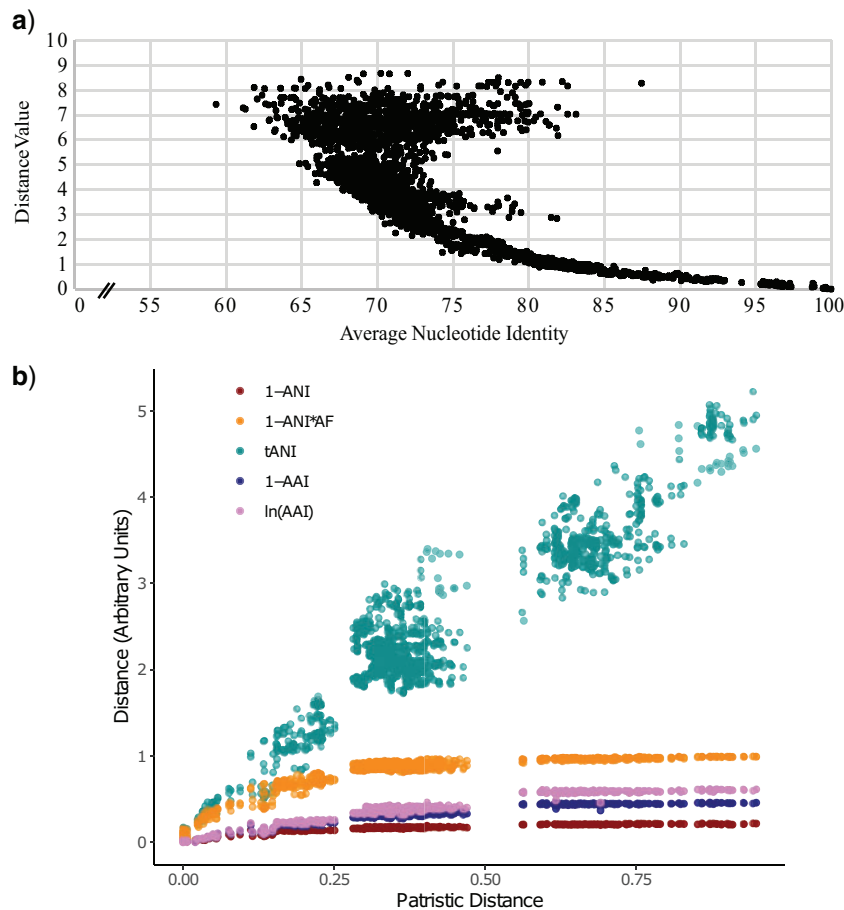 a)
10
9
8
7
6
5
4
3
2
1
0
Distance Value
0 55 60 65 70 75 80 85 90 95 100
Average Nucleotide Identity
b)
1−ANI
1−ANI*AF
tANI
1−AAI
ln(AAI)
5
4
3
2
1
0
Distance (Arbitrary Units)
0.00 0.25 0.50 0.75
Patristic Distance